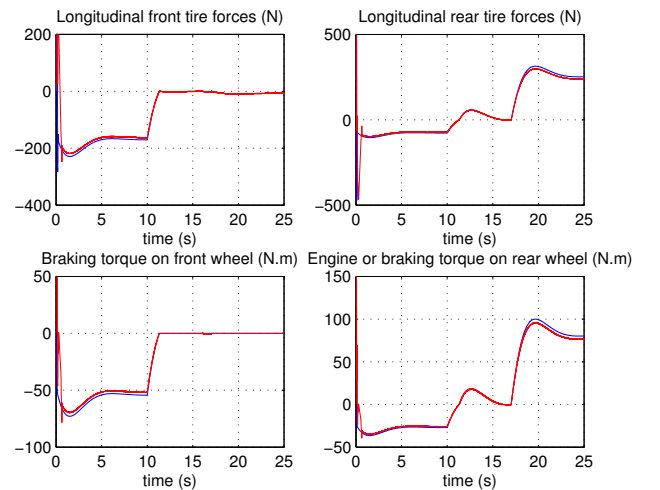 Longitudinal front tire forces (N)
200
0
−200
−400
0 5 10 15 20 25
time (s)
Longitudinal rear tire forces (N)
500
0
−500
0 5 10 15 20 25
time (s)
Braking torque on front wheel (N.m)
50
0
−50
−100
0 5 10 15 20 25
time (s)
Engine or braking torque on rear wheel (N.m)
150
100
50
0
−50
0 5 10 15 20 25
time (s)